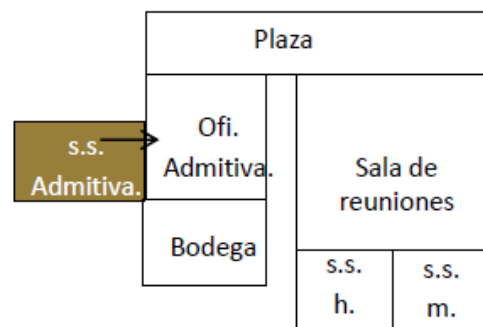 Plaza
s.s.
Admitiva.
Ofi.
Admitiva.
Sala de
reuniones
Bodega
s.s.
h.
s.s.
m.